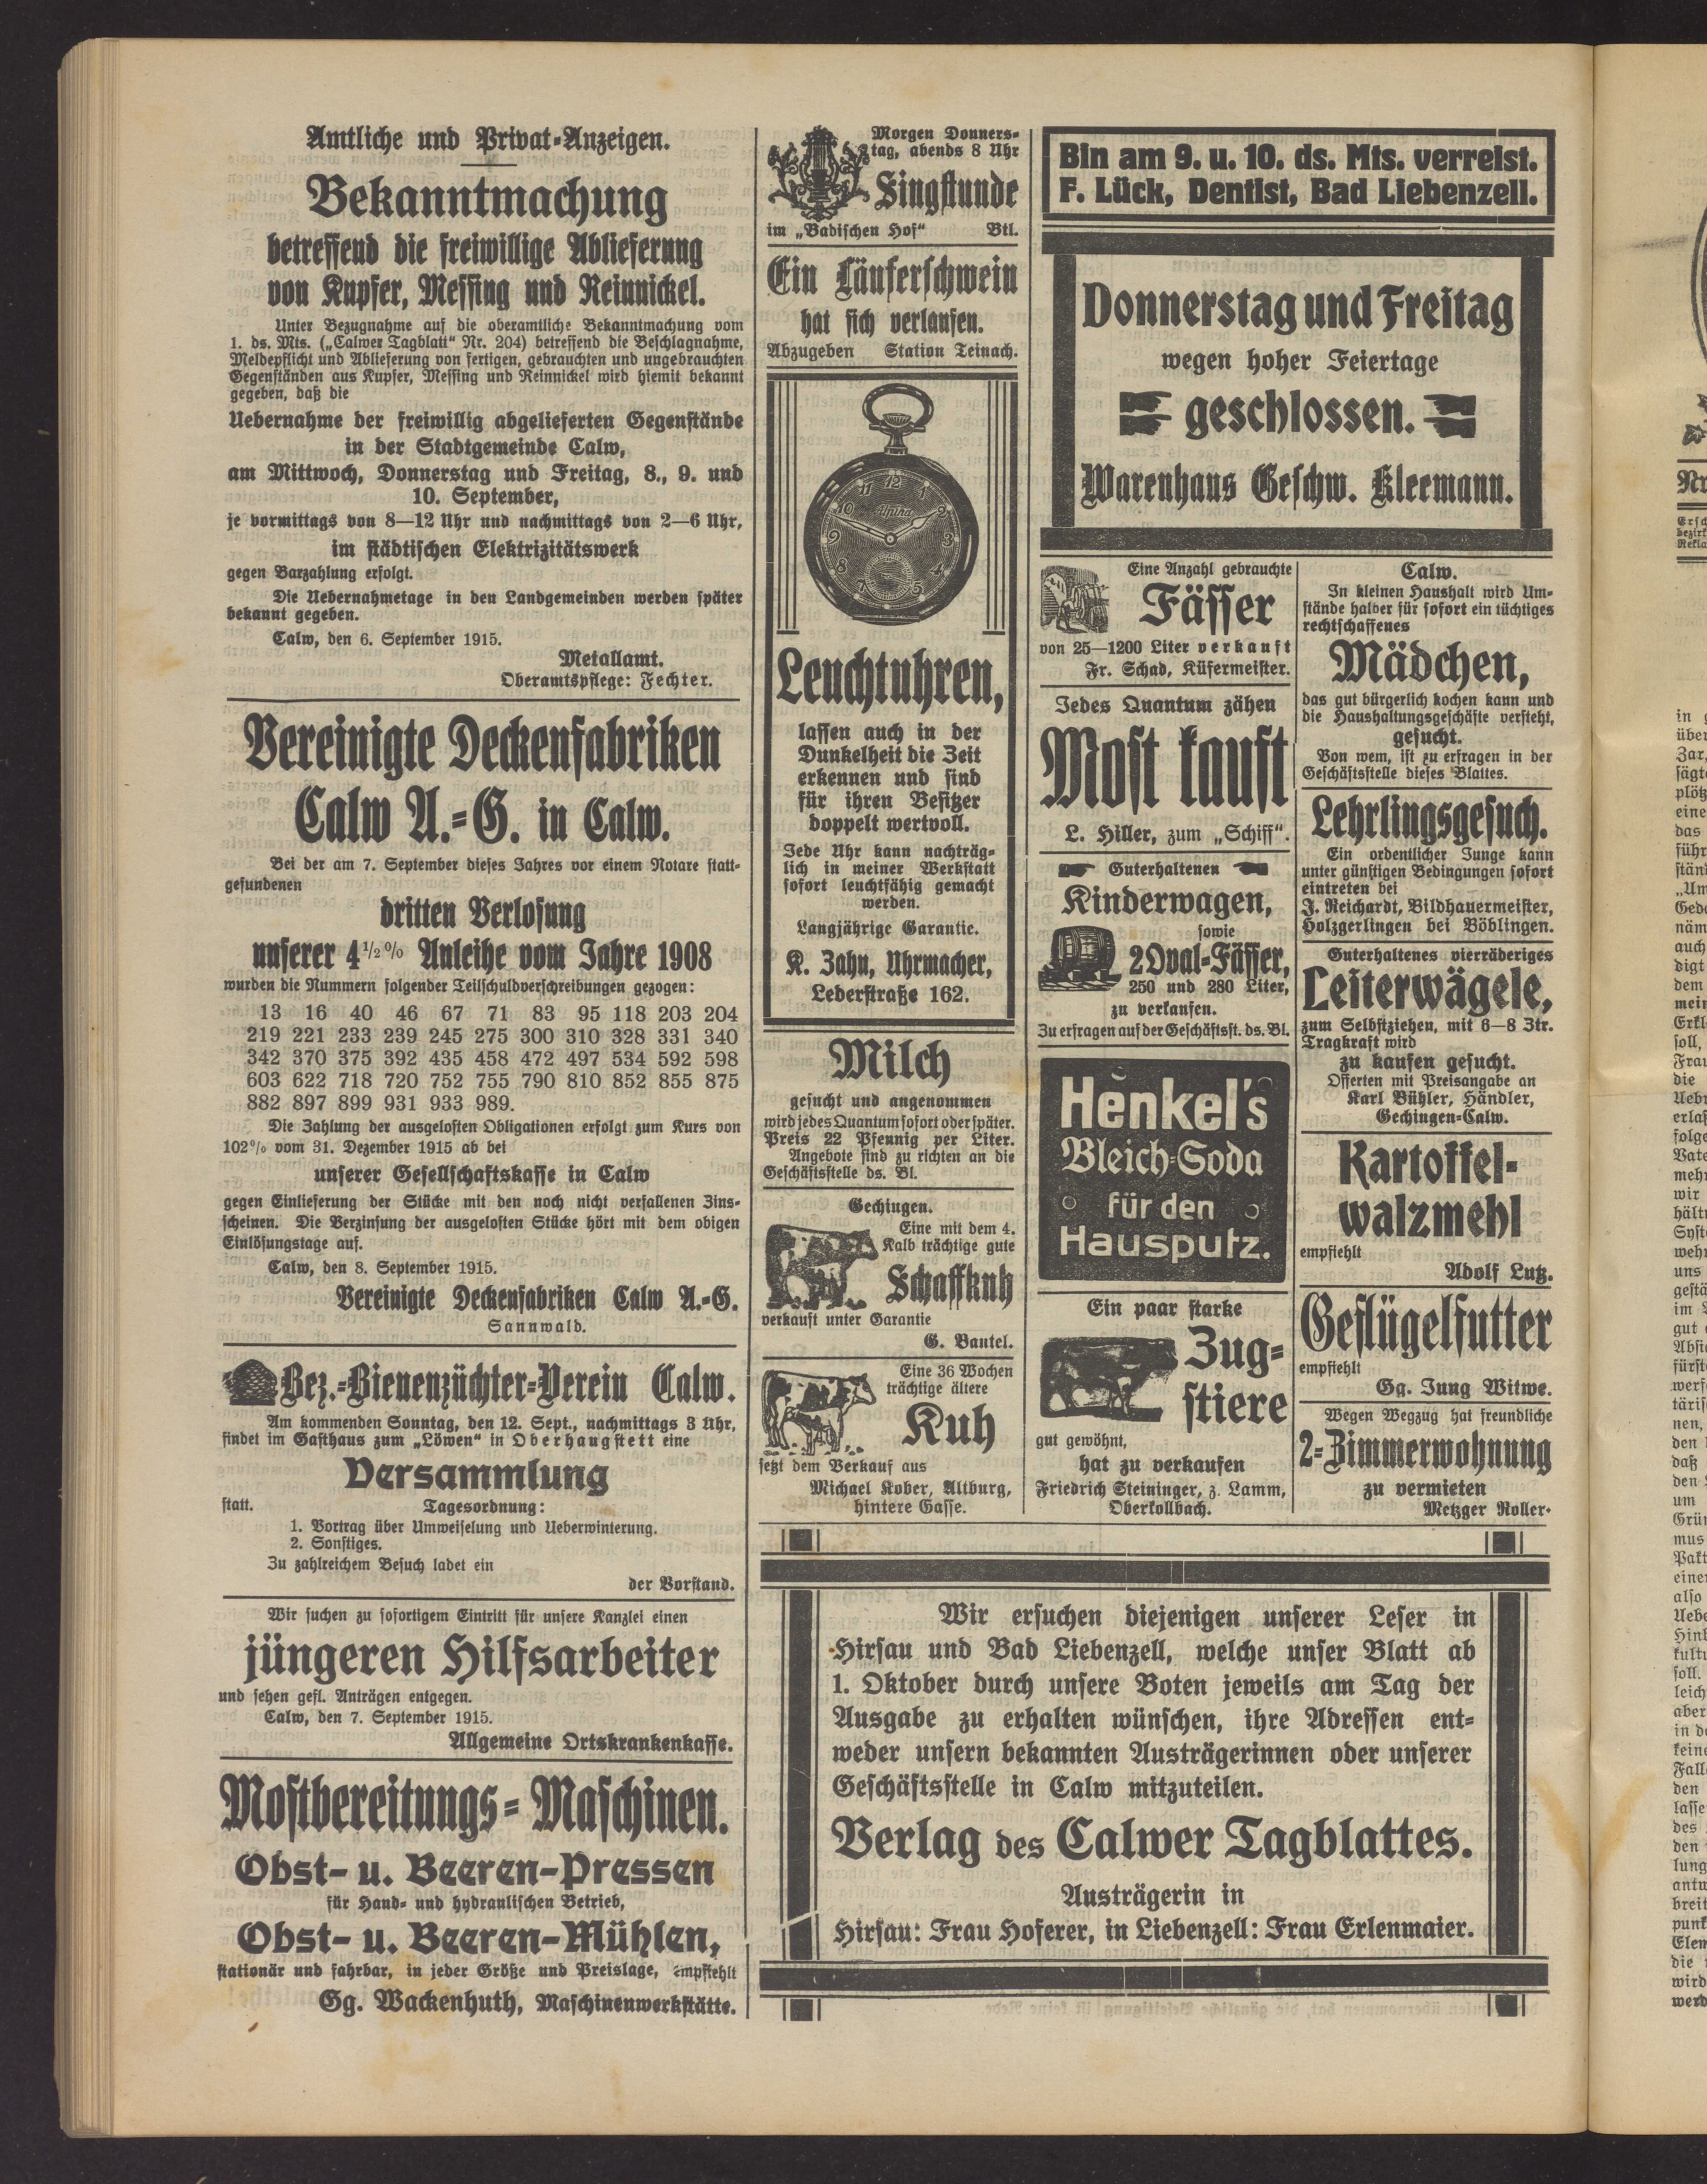 Amtliche und Privat-Anzeigen.
Bekanntmachung
betreffend die freiwillige Ablieferung
von Kupfer, Messing und Reinnickel.
Unter Bezugnahme auf die oberamtliche Bekanntmachung vom
1. ds. Mts. („Calwer Tagblatt“ Nr. 204) betreffend die Beschlagnahme,
Meldepflicht und Ablieferung von fertigen, gebrauchten und ungebrauchten
Gegenständen aus Kupfer, Messing und Reinnickel wird hiemit bekannt
gegeben, daß die
Uebernahme der freiwillig abgelieferten Gegenstände
in der Stadtgemeinde Calw,
am Mittwoch, Donnerstag und Freitag, 8., 9. und
10. September,
je vormittags von 8—12 Uhr und nachmittags von 2—6 Uhr,
im städtischen Elektrizitätswerk
gegen Barzahlung erfolgt.
Die Uebernahmetage in den Landgemeinden werden später
bekannt gegeben.
Calw, den 6. September 1915.
Metallamt.
Oberamtspflege: Fechter.
Vereinigte Deckenfabriken
Calw A.-G. in Calw.
Bei der am 7. September dieses Jahres vor einem Notare statt-
gefundenen
dritten Verlosung
unserer 4½% Anleihe vom Jahre 1908
wurden die Nummern folgender Teilschuldverschreibungen gezogen:
13 16 40 46 67 71 83 95 118 203 204
219 221 233 239 245 275 300 310 328 331 340
342 370 375 392 435 458 472 497 534 592 598
603 622 718 720 752 755 790 810 852 855 875
882 897 899 931 933 989.
Die Zahlung der ausgelosten Obligationen erfolgt zum Kurs von
102% vom 31. Dezember 1915 ab bei
unserer Gesellschaftskasse in Calw
gegen Einlieferung der Stücke mit den noch nicht verfallenen Zins-
scheinen. Die Verzinsung der ausgelosten Stücke hört mit dem obigen
Einlösungstage auf.
Calw, den 8. September 1915.
Vereinigte Deckenfabriken Calw A.-G.
Sannwald.
Bez.-Bienenzüchter-Verein Calw.
Am kommenden Sonntag, den 12. Sept., nachmittags 3 Uhr,
findet im Gasthaus zum „Löwen“ in Oberhaugstett eine
Versammlung
statt. Tagesordnung:
1. Vortrag über Umweiselung und Ueberwinterung.
2. Sonstiges.
Zu zahlreichem Besuch ladet ein
der Vorstand.
Wir suchen zu sofortigem Eintritt für unsere Kanzlei einen
jüngeren Hilfsarbeiter
und sehen gefl. Anträgen entgegen.
Calw, den 7. September 1915.
Allgemeine Ortskrankenkasse.
Mostbereitungs-Maschinen.
Obst- u. Beeren-Pressen
für Hand- und hydraulischen Betrieb,
Obst- u. Beeren-Mühlen,
stationär und fahrbar, in jeder Größe und Preislage, empfiehlt
Gg. Wackenhuth, Maschinenwerkstätte.
Morgen Donners-
tag, abends 8 Uhr
Singstunde
im „Badischen Hof“ Btl.
Ein Läuferschwein
hat sich verlaufen.
Abzugeben Station Teinach.
Alpina
11 12 1
10 2
9 3
8 4
7 5
Leuchtuhren,
lassen auch in der
Dunkelheit die Zeit
erkennen und sind
für ihren Besitzer
doppelt wertvoll.
Jede Uhr kann nachträg-
lich in meiner Werkstatt
sofort leuchtfähig gemacht
werden.
Langjährige Garantie.
K. Zahn, Uhrmacher,
Lederstraße 162.
Milch
gesucht und angenommen
wird jedes Quantum sofort oder später.
Preis 22 Pfennig per Liter.
Angebote sind zu richten an die
Geschäftsstelle ds. Bl.
Gechingen.
Eine mit dem 4.
Kalb trächtige gute
Schaffkuh
verkauft unter Garantie
G. Bautel.
Eine 36 Wochen
trächtige ältere
Kuh
setzt dem Verkauf aus
Michael Kober, Altburg,
hintere Gasse.
Bin am 9. u. 10. ds. Mts. verreist.
F. Lück, Dentist, Bad Liebenzell.
Donnerstag und Freitag
wegen hoher Feiertage
geschlossen.
Warenhaus Geschw. Kleemann.
Eine Anzahl gebrauchte
Fässer
von 25—1200 Liter verkauft
Fr. Schad, Küfermeister.
Jedes Quantum zähen
Most kauft
L. Hiller, zum „Schiff“.
Guterhaltenen
Kinderwagen,
sowie
2 Oval-Fässer,
250 und 280 Liter,
zu verkaufen.
Zu erfragen auf der Geschäftsst. ds. Bl.
Henkel's
Bleich-Soda
für den
Hausputz.
Ein paar starke
Zug-
stiere
gut gewöhnt,
hat zu verkaufen
Friedrich Steininger, z. Lamm,
Oberkollbach.
Calw.
In kleinen Haushalt wird Um-
stände halber für sofort ein tüchtiges
rechtschaffenes
Mädchen,
das gut bürgerlich kochen kann und
die Haushaltungsgeschäfte versteht,
gesucht.
Von wem, ist zu erfragen in der
Geschäftsstelle dieses Blattes.
Lehrlingsgesuch.
Ein ordentlicher Junge kann
unter günstigen Bedingungen sofort
eintreten bei
J. Reichardt, Bildhauermeister,
Holzgerlingen bei Böblingen.
Guterhaltenes vierräderiges
Leiterwägele,
zum Selbstziehen, mit 6—8 Ztr.
Tragkraft wird
zu kaufen gesucht.
Offerten mit Preisangabe an
Karl Bühler, Händler,
Gechingen-Calw.
Kartoffel-
walzmehl
empfiehlt
Adolf Lutz.
Geflügelfutter
empfiehlt
Gg. Jung Witwe.
Wegen Wegzug hat freundliche
2-Zimmerwohnung
zu vermieten
Metzger Roller.
Wir ersuchen diejenigen unserer Leser in
Hirsau und Bad Liebenzell, welche unser Blatt ab
1. Oktober durch unsere Boten jeweils am Tag der
Ausgabe zu erhalten wünschen, ihre Adressen ent-
weder unsern bekannten Austrägerinnen oder unserer
Geschäftsstelle in Calw mitzuteilen.
Verlag des Calwer Tagblattes.
Austrägerin in
Hirsau: Frau Hoferer, in Liebenzell: Frau Erlenmaier.